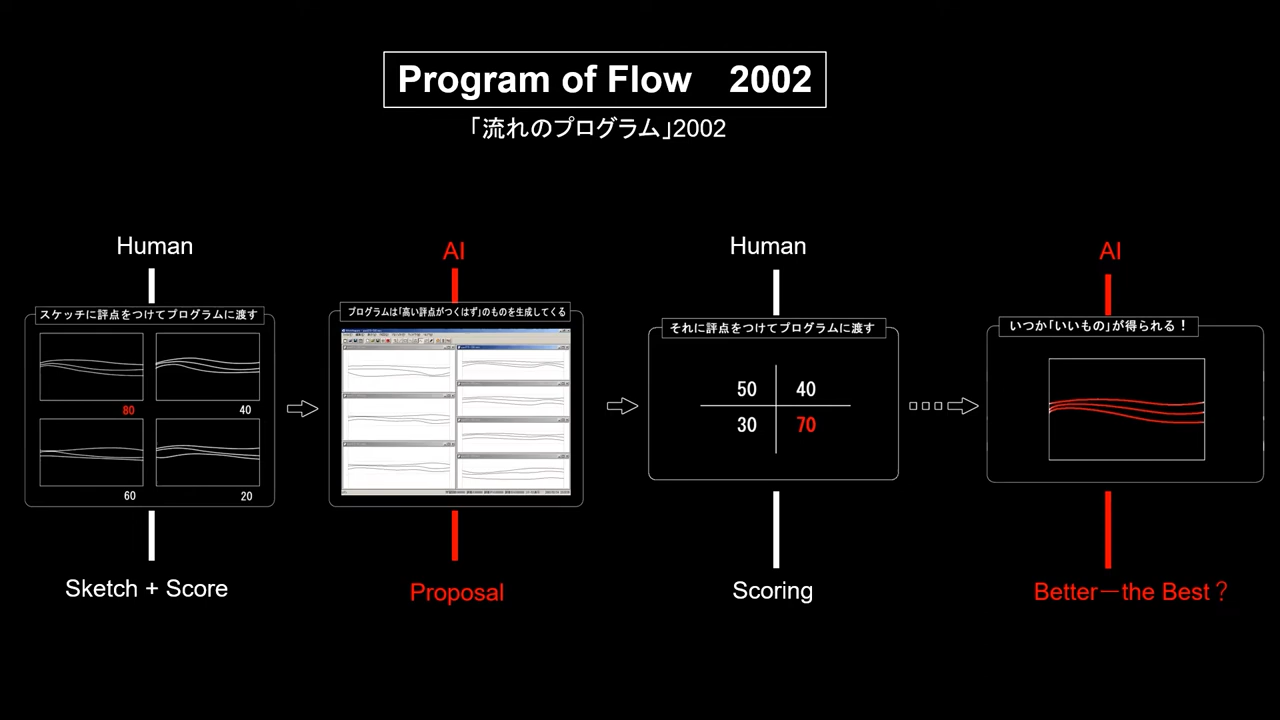 Program of Flow　2002
「流れのプログラム」2002
Human
AI
Human
AI
スケッチに評点をつけてプログラムに渡す
プログラムは「高い評点がつくはず」のものを生成してくる
それに評点をつけてプログラムに渡す
いつか「いいもの」が得られる！
80
40
60
20
50
40
30
70
Sketch + Score
Proposal
Scoring
Better－the Best？